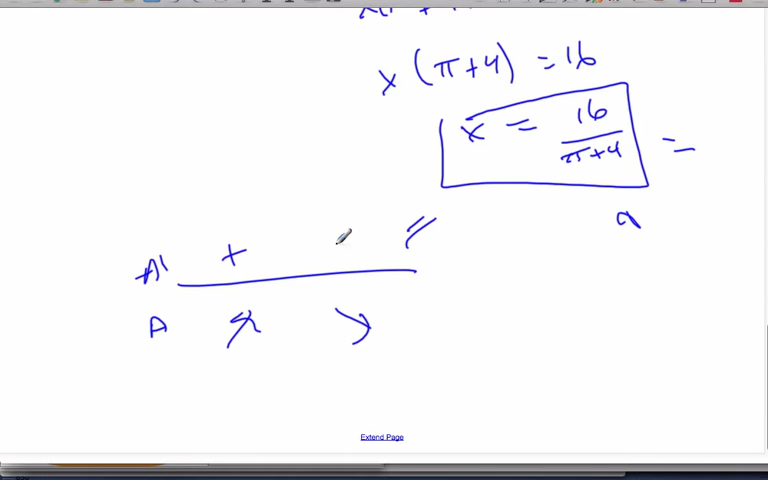 x (π+4) = 16
x = 16/(π+4) =
A' +
A
Extend Page